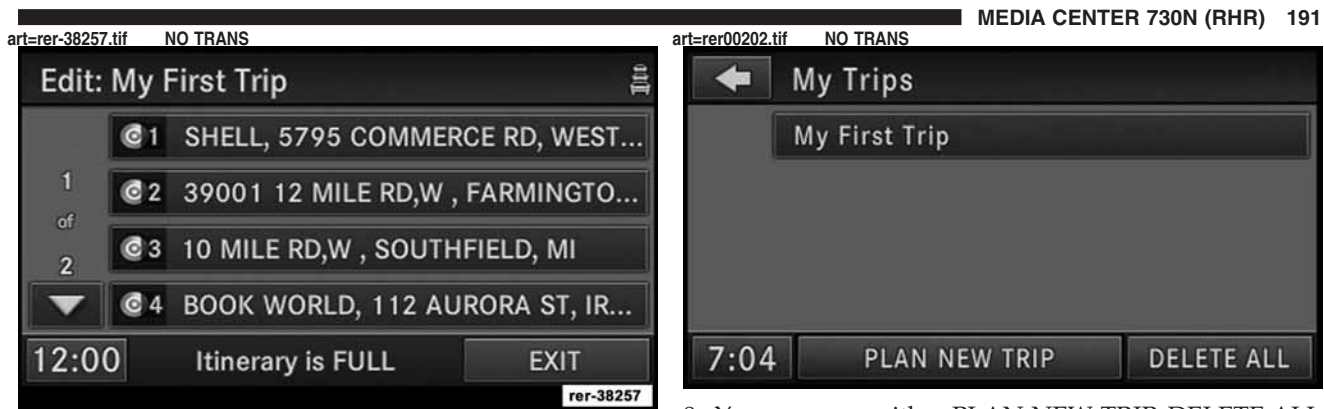 MEDIA CENTER 730N (RHR) 191
art=rer-38257.tif NO TRANS
Edit: My First Trip
1 SHELL, 5795 COMMERCE RD, WEST...
2 39001 12 MILE RD,W , FARMINGTO...
3 10 MILE RD,W , SOUTHFIELD, MI
4 BOOK WORLD, 112 AURORA ST, IR...
1
of
2
12:00 Itinerary is FULL EXIT
rer-38257
art=rer00202.tif NO TRANS
My Trips
My First Trip
7:04 PLAN NEW TRIP DELETE ALL